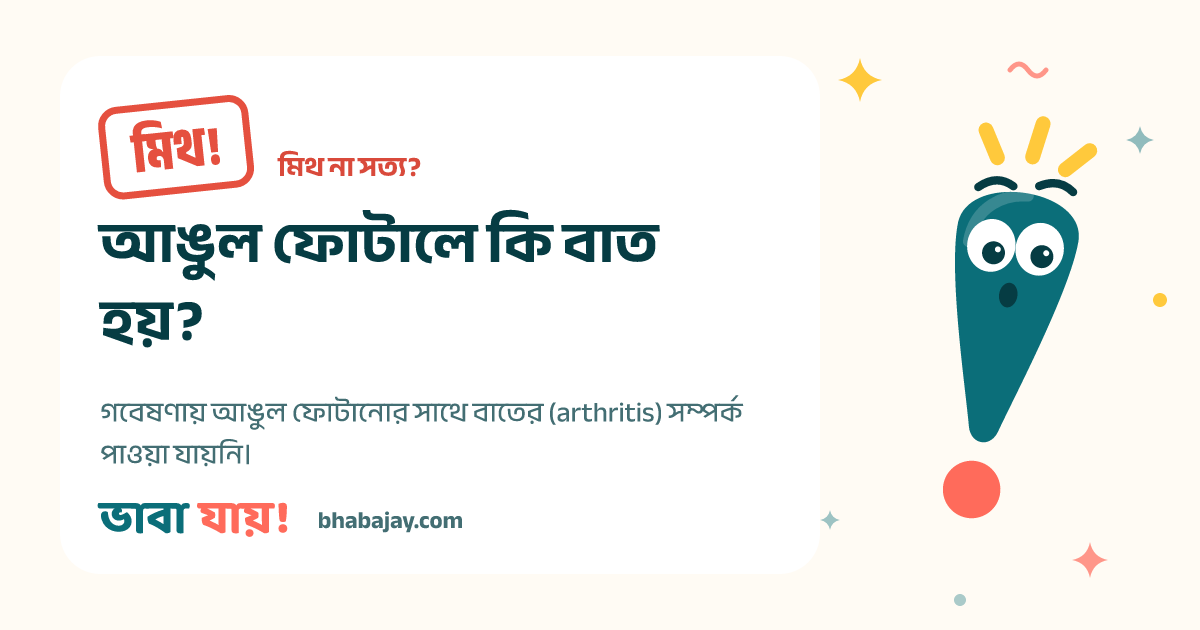 মিথ!
মিথ না সত্য?
আঙুল ফোটালে কি বাত
হয়?
গবেষণায় আঙুল ফোটানোর সাথে বাতের (arthritis) সম্পর্ক
পাওয়া যায়নি।
ভাবা যায়! bhabajay.com